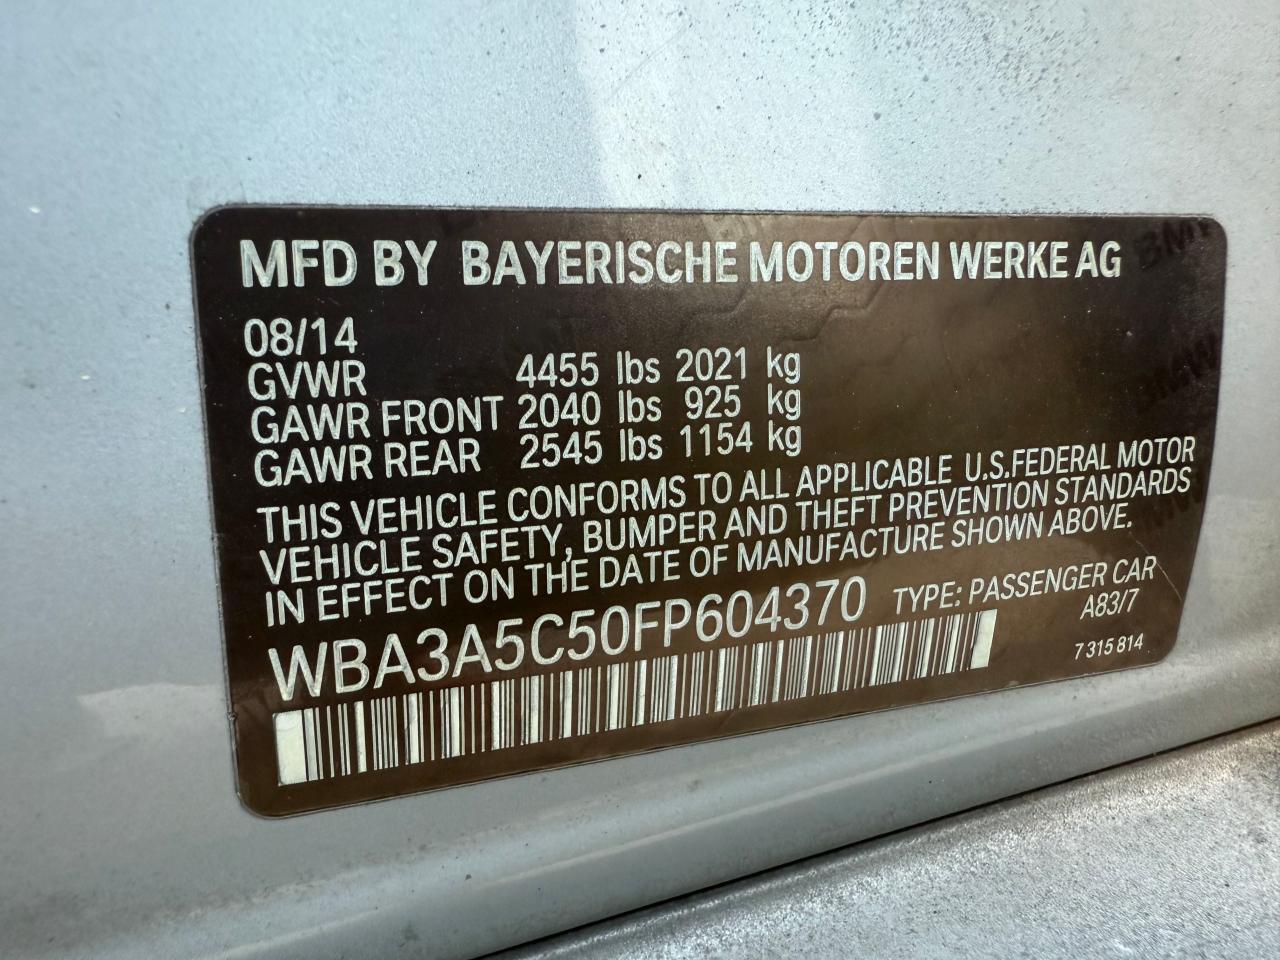 MFD BY BAYERISCHE MOTOREN WERKE AG
08/14
GVWR 4455 lbs 2021 kg
GAWR FRONT 2040 lbs 925 kg
GAWR REAR 2545 lbs 1154 kg
THIS VEHICLE CONFORMS TO ALL APPLICABLE U.S.FEDERAL MOTOR
VEHICLE SAFETY, BUMPER AND THEFT PREVENTION STANDARDS
IN EFFECT ON THE DATE OF MANUFACTURE SHOWN ABOVE.
WBA3A5C50FP604370 TYPE: PASSENGER CAR
A83/7
7 315 814
BMW
BMW